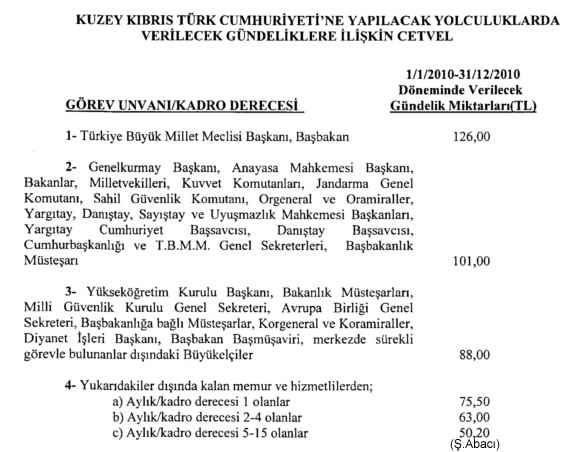 KUZEY KIBRIS TÜRK CUMHURİYETİ'NE YAPILACAK YOLCULUKLARDA
VERİLECEK GÜNDELİKLERE İLİŞKİN CETVEL
1/1/2010-31/12/2010
Döneminde Verilecek
GÖREV UNVANI/KADRO DERECESİ Gündelik Miktarları(TL)
1- Türkiye Büyük Millet Meclisi Başkanı, Başbakan 126,00
2- Genelkurmay Başkanı, Anayasa Mahkemesi Başkanı,
Bakanlar, Milletvekilleri, Kuvvet Komutanları, Jandarma Genel
Komutanı, Sahil Güvenlik Komutanı, Orgeneral ve Oramiraller,
Yargıtay, Danıştay, Sayıştay ve Uyuşmazlık Mahkemesi Başkanları,
Yargıtay Cumhuriyet Başsavcısı, Danıştay Başsavcısı,
Cumhurbaşkanlığı ve T.B.M.M. Genel Sekreterleri, Başbakanlık
Müsteşarı 101,00
3- Yükseköğretim Kurulu Başkanı, Bakanlık Müsteşarları,
Milli Güvenlik Kurulu Genel Sekreteri, Avrupa Birliği Genel
Sekreteri, Başbakanlığa bağlı Müsteşarlar, Korgeneral ve Koramiraller,
Diyanet İşleri Başkanı, Başbakan Başmüşaviri, merkezde sürekli
görevle bulunanlar dışındaki Büyükelçiler 88,00
4- Yukarıdakiler dışında kalan memur ve hizmetlilerden;
a) Aylık/kadro derecesi 1 olanlar 75,50
b) Aylık/kadro derecesi 2-4 olanlar 63,00
c) Aylık/kadro derecesi 5-15 olanlar 50,20
(Ş.Abacı)